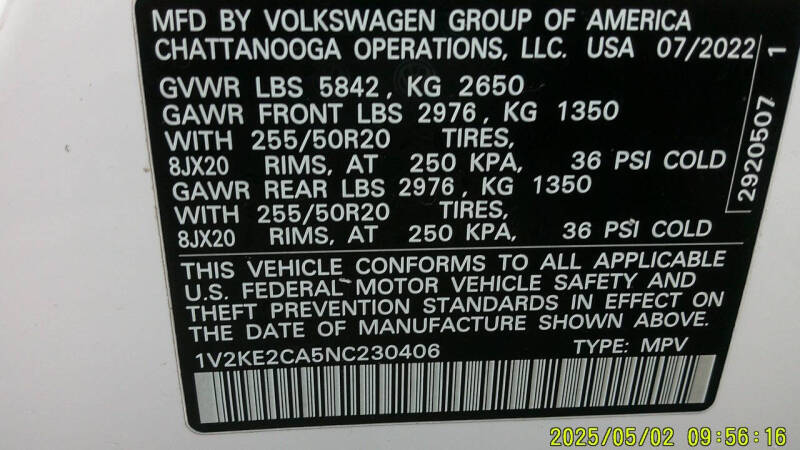 MFD BY VOLKSWAGEN GROUP OF AMERICA
CHATTANOOGA OPERATIONS, LLC. USA 07/2022
GVWR LBS 5842, KG 2650
GAWR FRONT LBS 2976, KG 1350
WITH 255/50R20 TIRES,
8JX20 RIMS, AT 250 KPA, 36 PSI COLD
GAWR REAR LBS 2976, KG 1350
WITH 255/50R20 TIRES,
8JX20 RIMS, AT 250 KPA, 36 PSI COLD
2920507 1
THIS VEHICLE CONFORMS TO ALL APPLICABLE
U.S. FEDERAL MOTOR VEHICLE SAFETY AND
THEFT PREVENTION STANDARDS IN EFFECT ON
THE DATE OF MANUFACTURE SHOWN ABOVE.
1V2KE2CA5NC230406 TYPE: MPV
2025/05/02 09:56:16